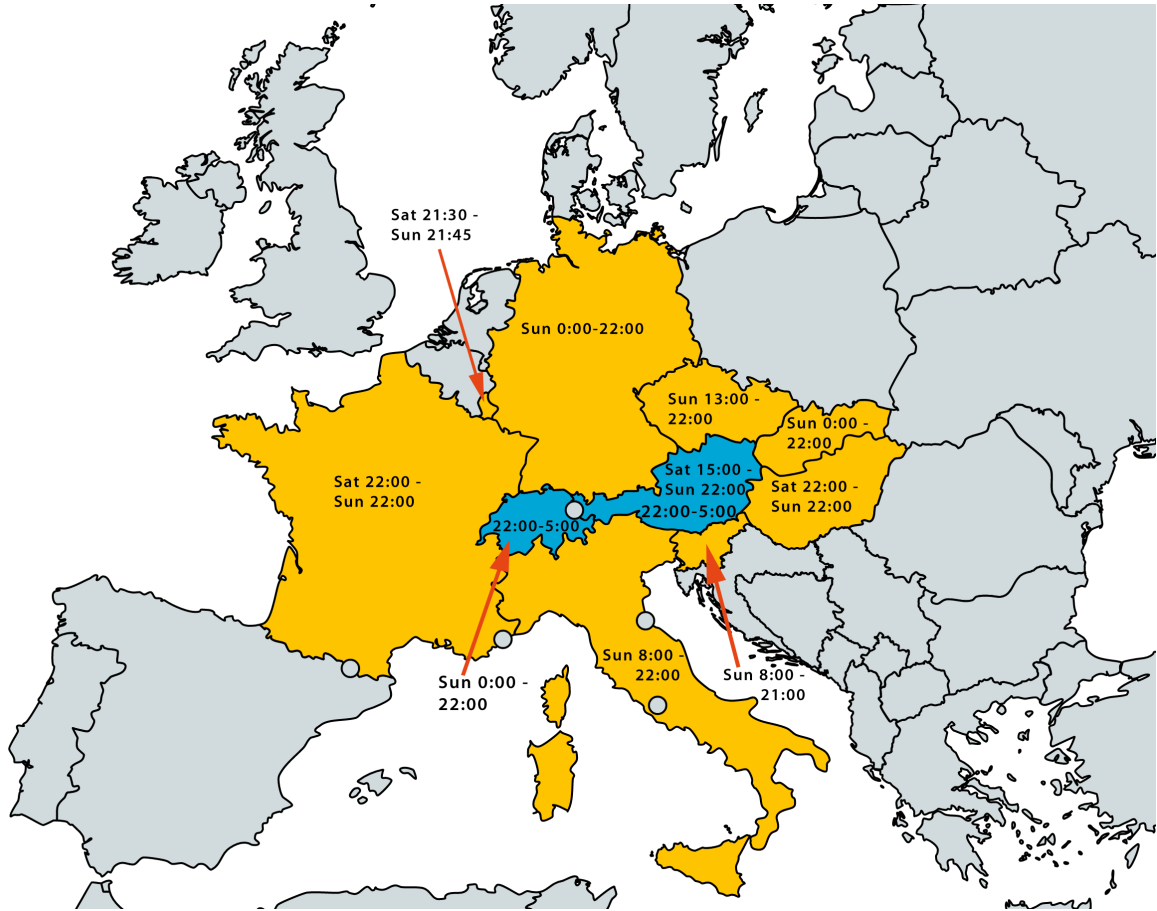 Sat 21:30 -
Sun 21:45
Sun 0:00-22:00
Sun 13:00 -
22:00
Sun 0:00 -
22:00
Sat 15:00 -
Sun 22:00
22:00-5:00
Sat 22:00 -
Sun 22:00
Sat 22:00 -
Sun 22:00
22:00-5:00
Sun 8:00 -
22:00
Sun 8:00 -
21:00
Sun 0:00 -
22:00